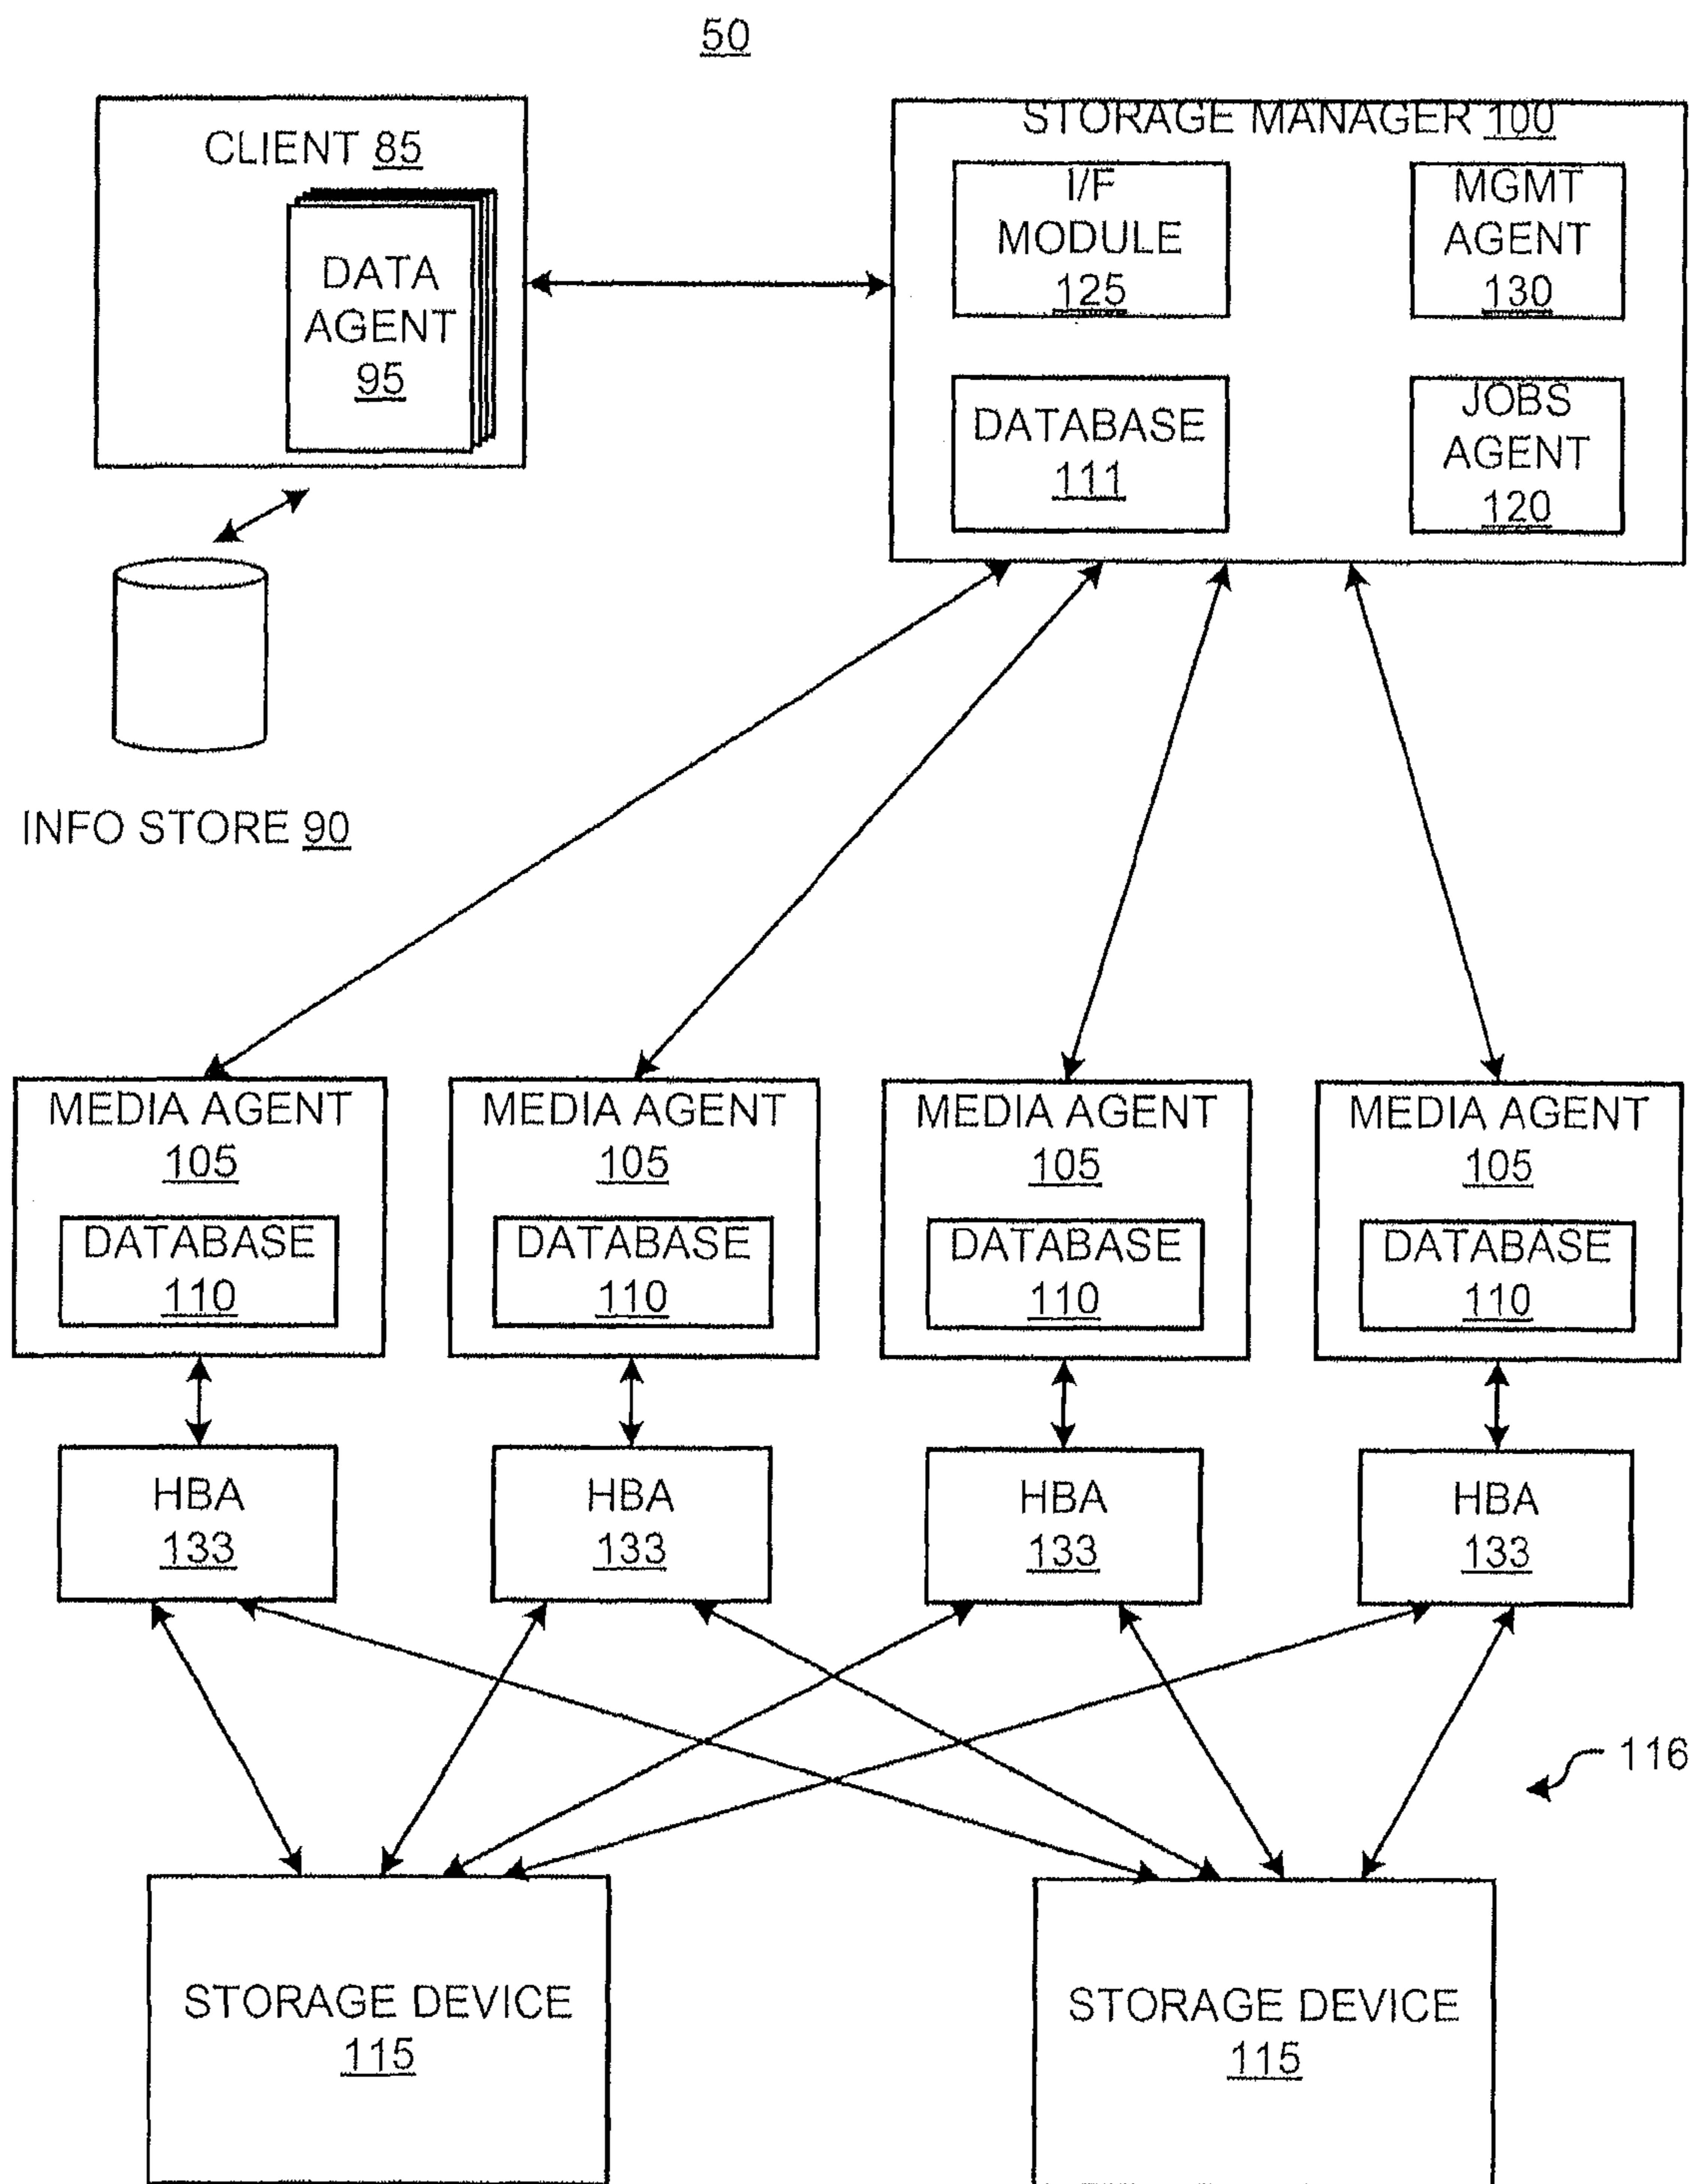 50
CLIENT 85
DATA
AGENT
95
STORAGE MANAGER 100
I/F
MODULE
125
MGMT
AGENT
130
DATABASE
111
JOBS
AGENT
120
INFO STORE 90
MEDIA AGENT
105
DATABASE
110
MEDIA AGENT
105
DATABASE
110
MEDIA AGENT
105
DATABASE
110
MEDIA AGENT
105
DATABASE
110
HBA
133
HBA
133
HBA
133
HBA
133
116
STORAGE DEVICE
115
STORAGE DEVICE
115